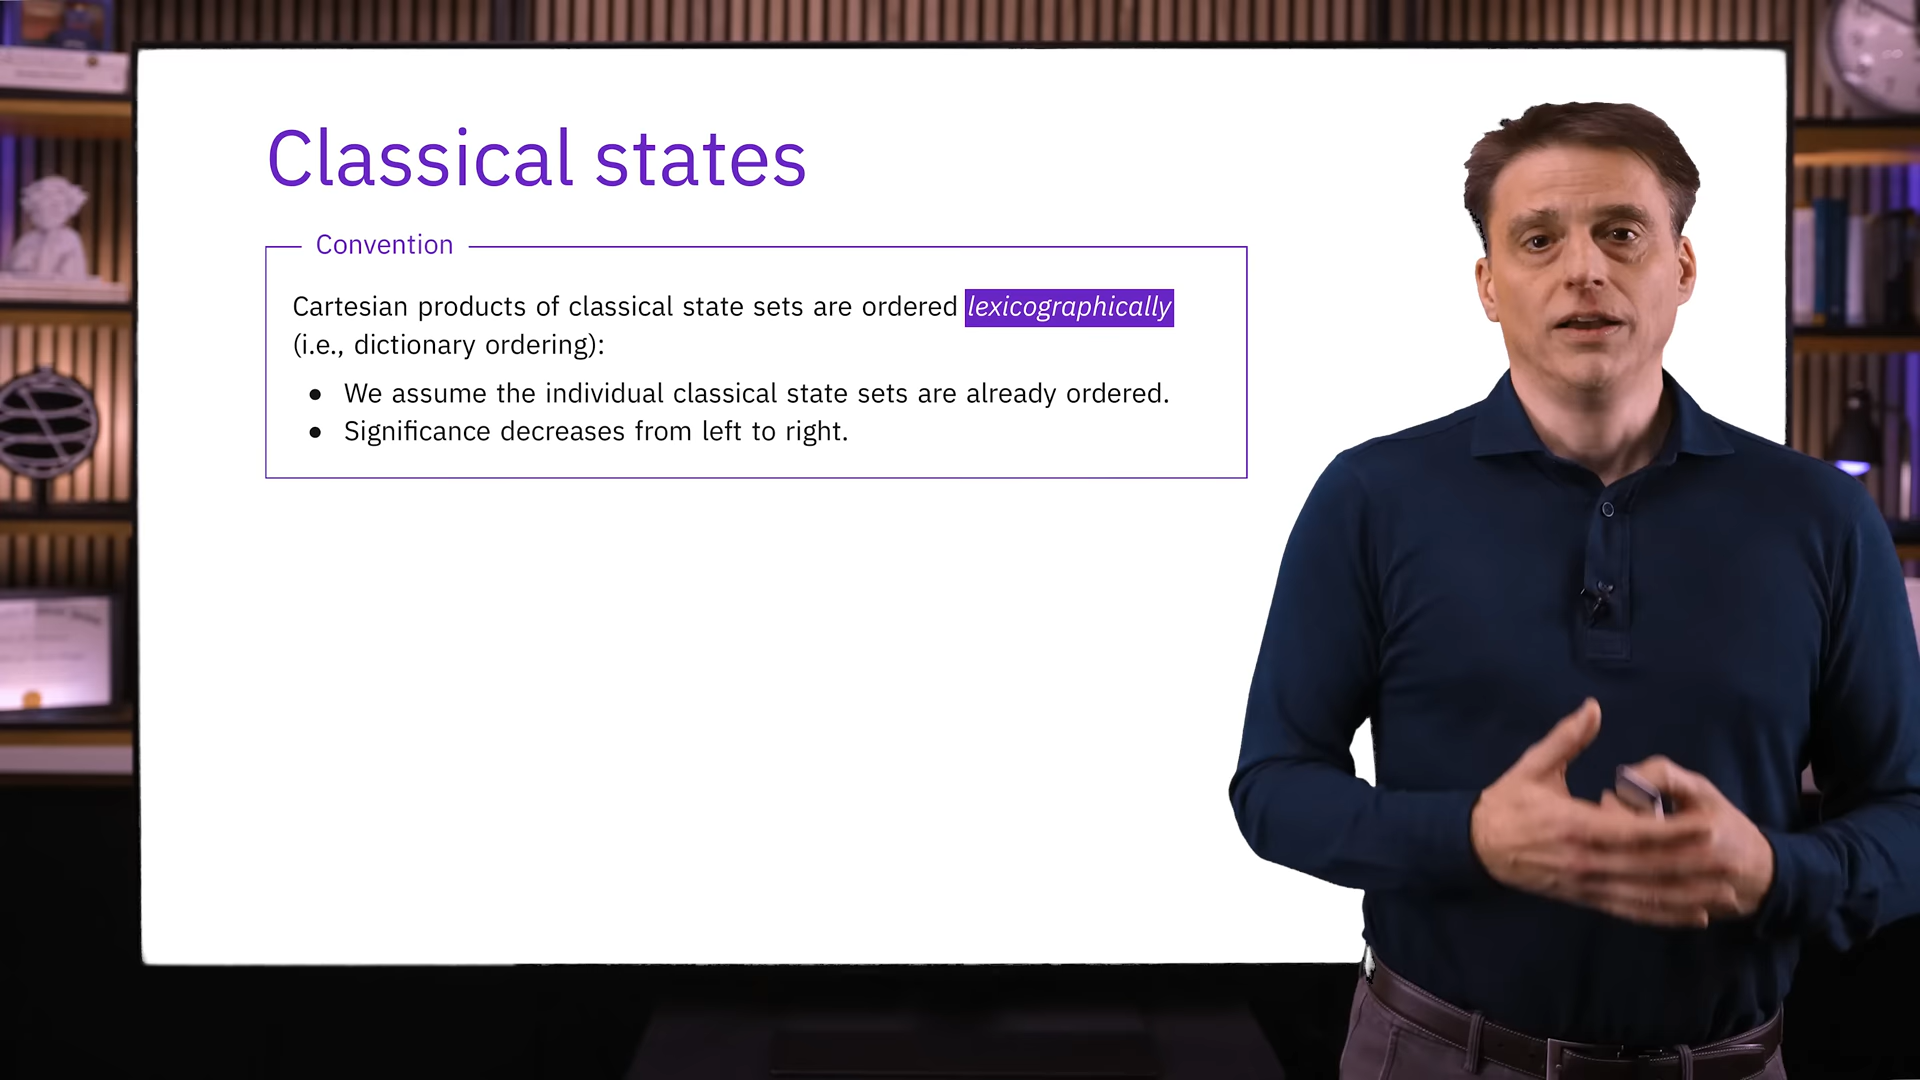 Classical states
Convention
Cartesian products of classical state sets are ordered lexicographically
(i.e., dictionary ordering):
● We assume the individual classical state sets are already ordered.
● Significance decreases from left to right.